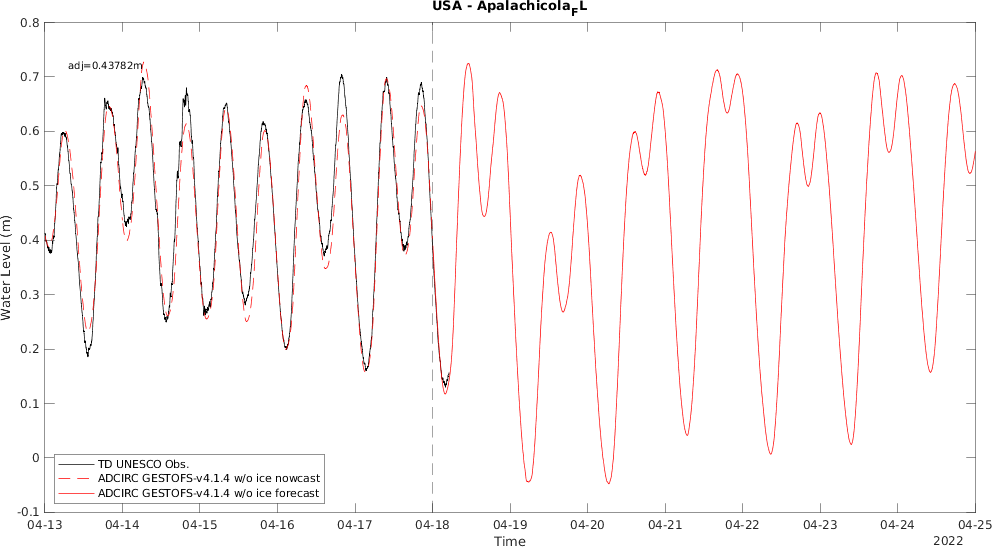 USA - ApalachicolaFL
0.8
adj=0.43782m
0.7
0.6
0.5
0.4
0.3
0.2
0.1
0
-0.1
Water Level (m)
TD UNESCO Obs.
ADCIRC GESTOFS-v4.1.4 w/o ice nowcast
ADCIRC GESTOFS-v4.1.4 w/o ice forecast
04-13 04-14 04-15 04-16 04-17 04-18 04-19 04-20 04-21 04-22 04-23 04-24 04-25
Time
2022